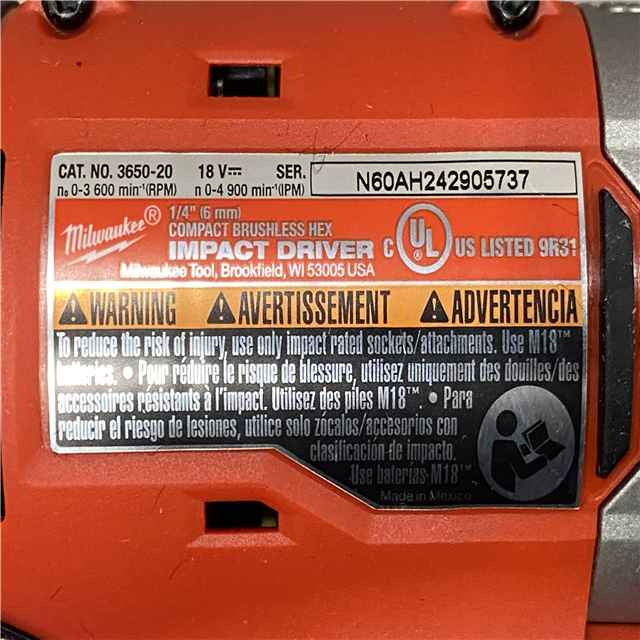 CAT. NO. 3650-20 18 V⎓ SER. N60AH242905737
n₀ 0-3 600 min⁻¹(RPM) n 0-4 900 min⁻¹(IPM)
Milwaukee®
1/4" (6 mm)
COMPACT BRUSHLESS HEX
IMPACT DRIVER
Milwaukee Tool, Brookfield, WI 53005 USA
C UL® US LISTED 9R31
⚠WARNING ⚠AVERTISSEMENT ⚠ADVERTENCIA
To reduce the risk of injury, use only impact rated sockets/attachments. Use M18™
batteries. • Pour réduire le risque de blessure, utilisez uniquement des douilles/des
accessoires résistants à l'impact. Utilisez des piles M18™. • Para
reducir el riesgo de lesiones, utilice solo zócalos/accesorios con
clasificación de impacto.
Use baterías M18™
Made in Mexico